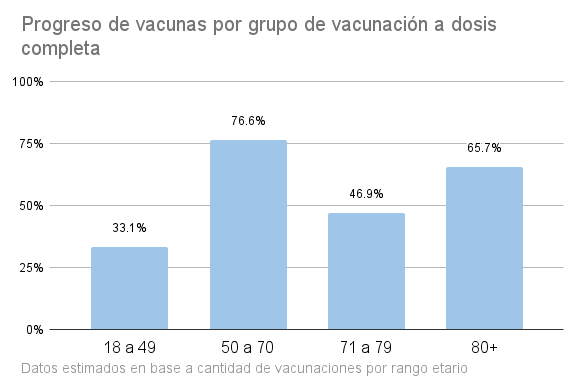 Progreso de vacunas por grupo de vacunación a dosis
completa
100%
75%
50%
25%
0%
33.1%
76.6%
46.9%
65.7%
18 a 49
50 a 70
71 a 79
80+
Datos estimados en base a cantidad de vacunaciones por rango etario